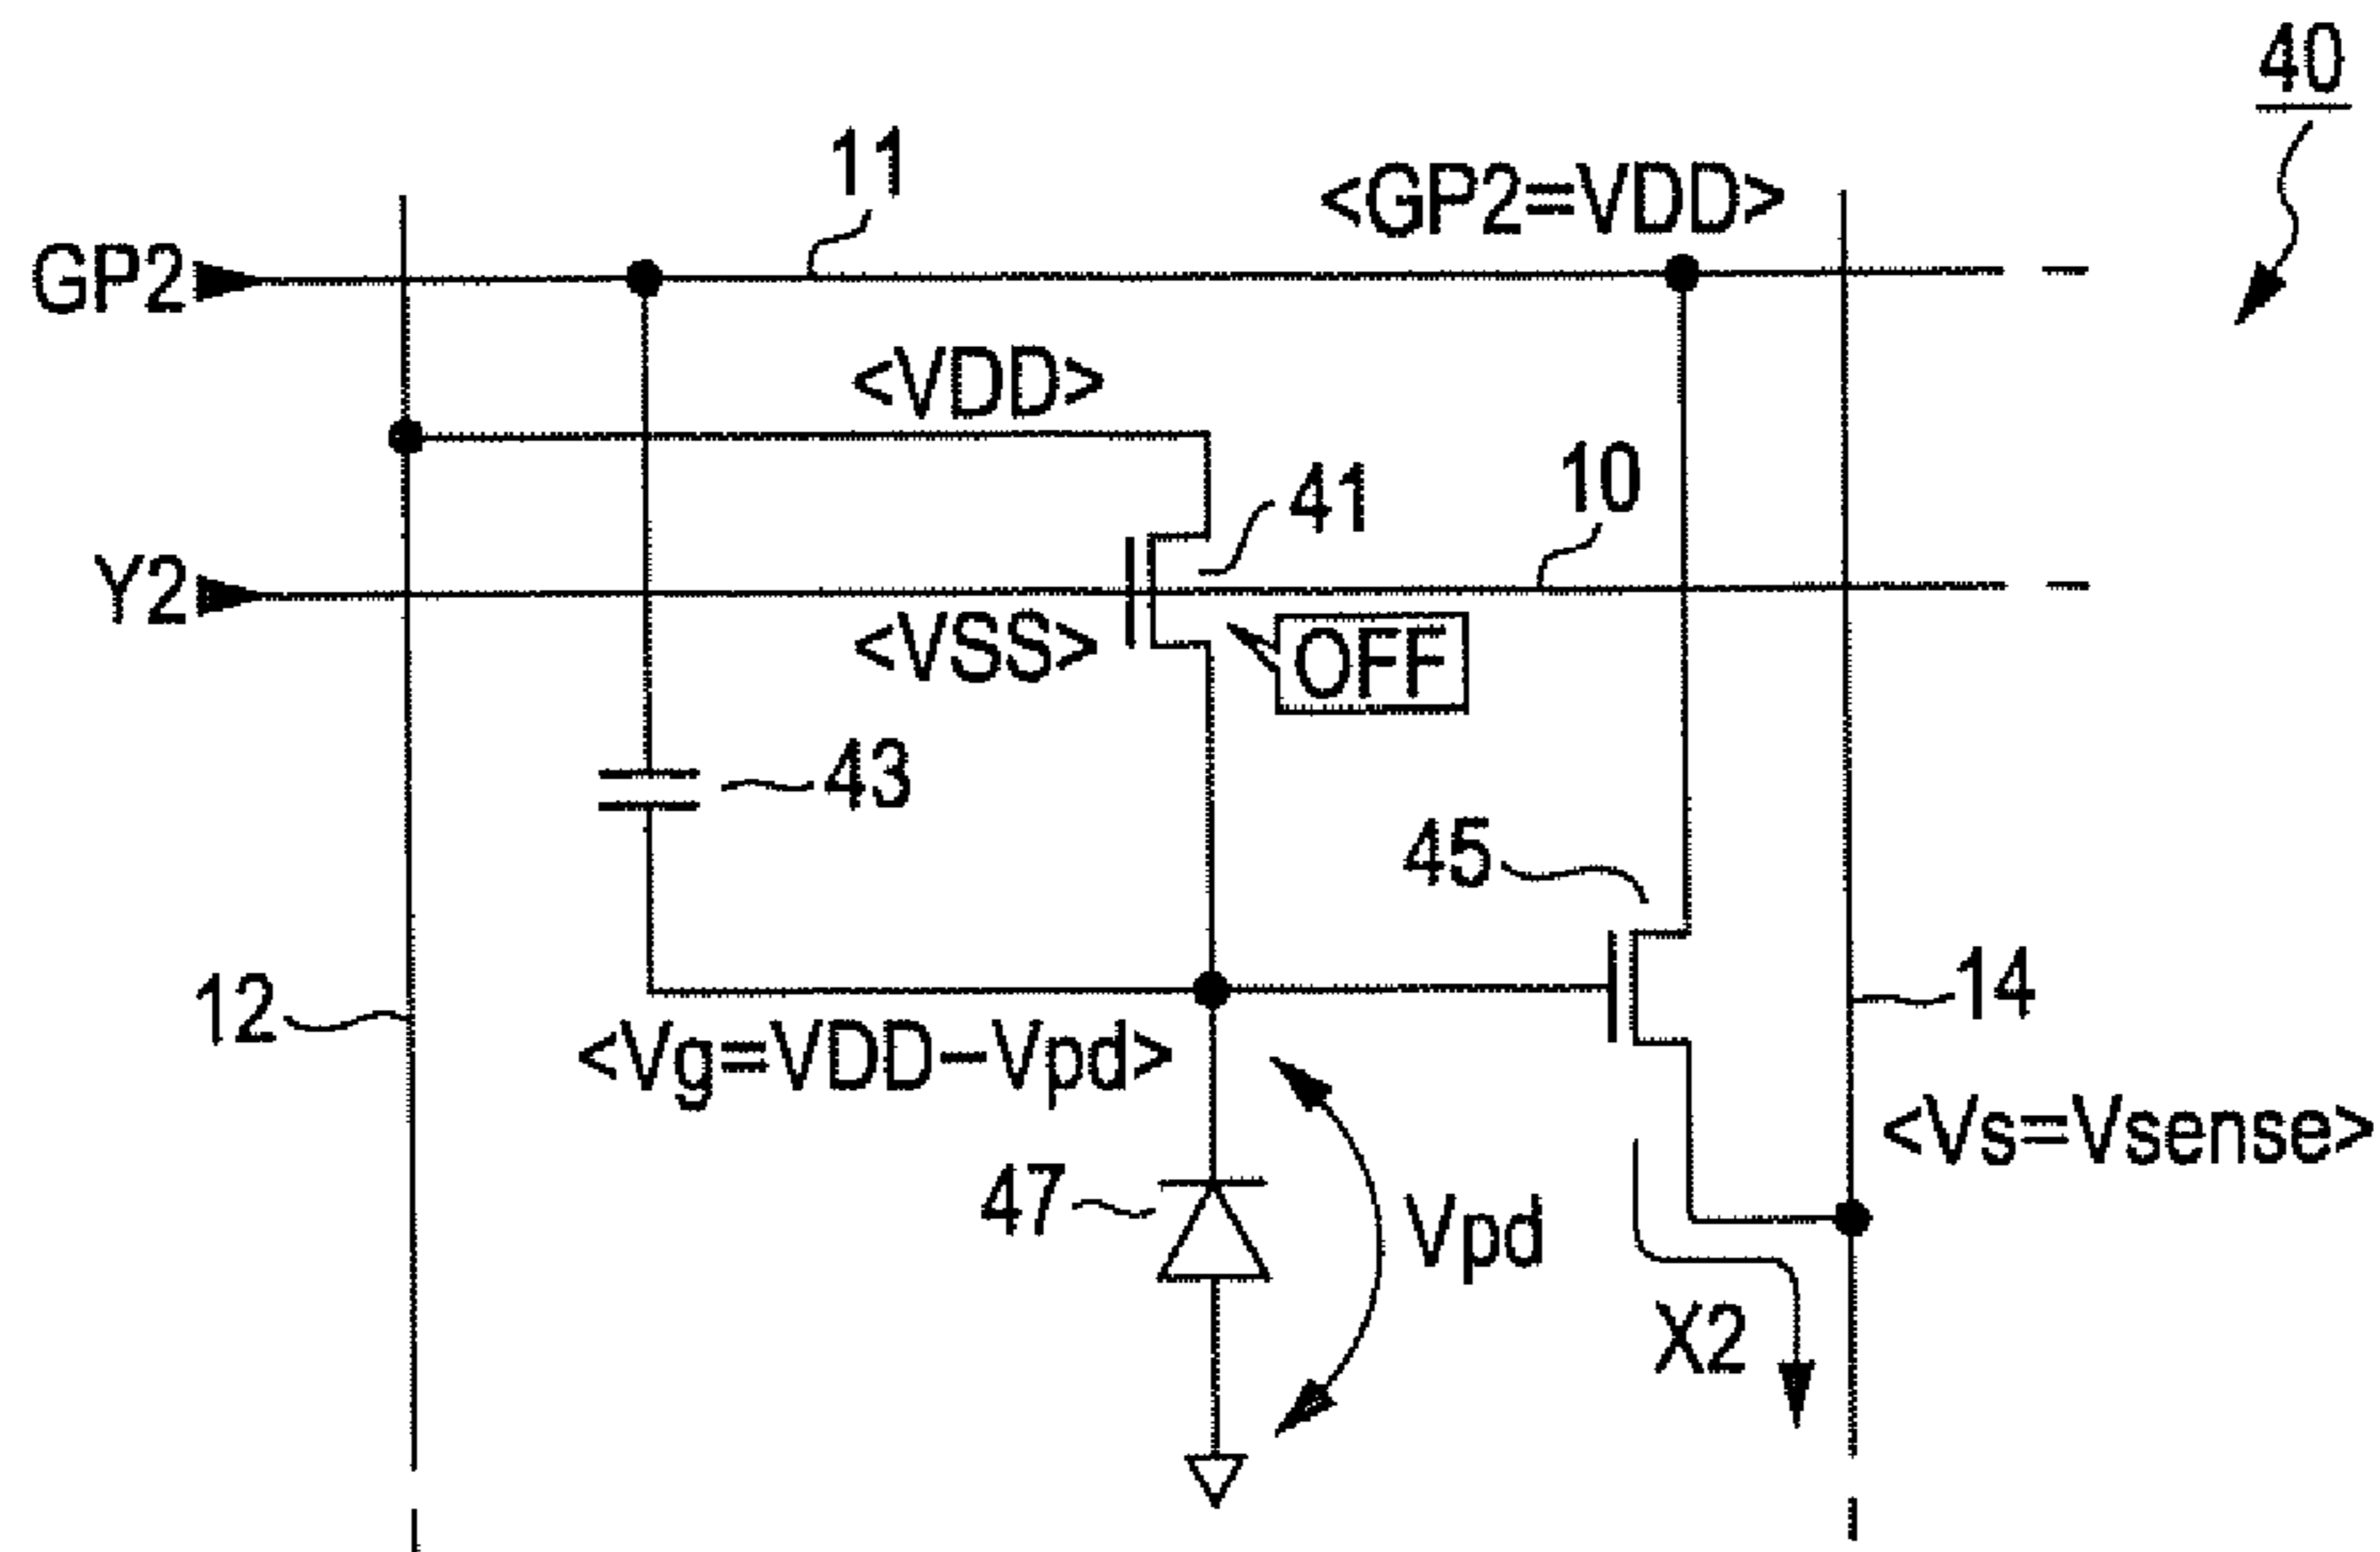 40
11
<GP2=VDD>
GP2
<VDD>
41
10
Y2
<VSS>
OFF
43
45
12
14
<Vg=VDD−Vpd>
<Vs=Vsense>
47
Vpd
X2